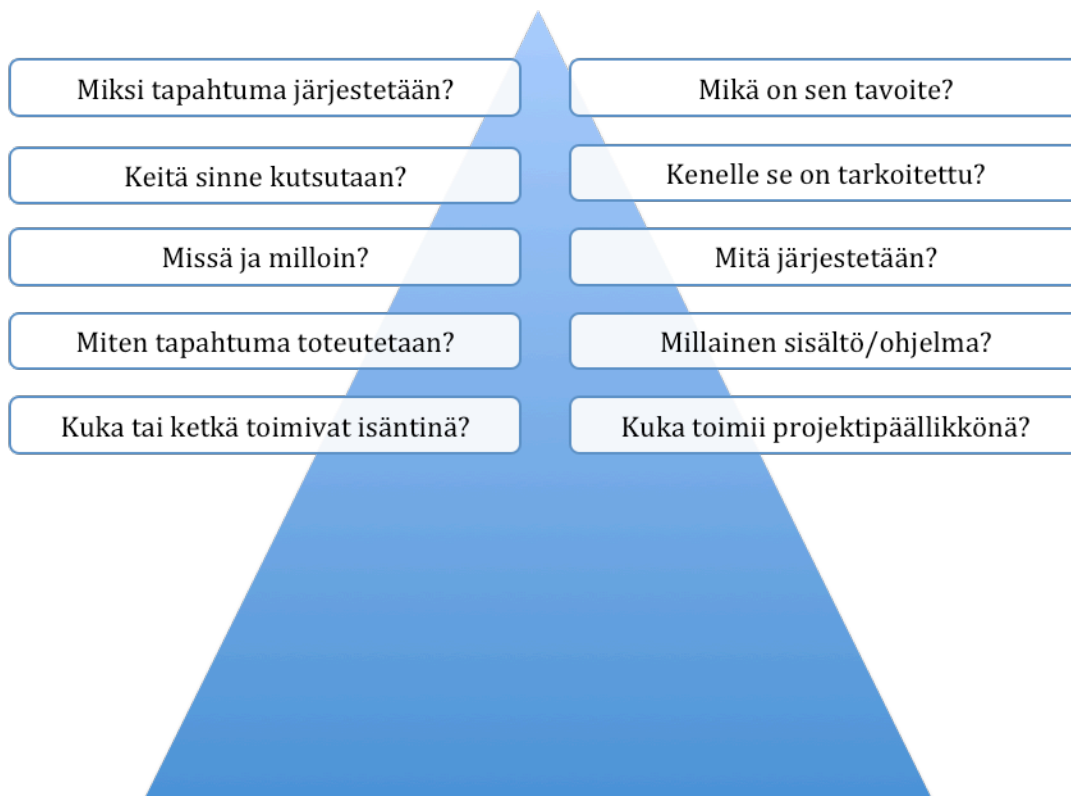 Miksi tapahtuma järjestetään?
Mikä on sen tavoite?
Keitä sinne kutsutaan?
Kenelle se on tarkoitettu?
Missä ja milloin?
Mitä järjestetään?
Miten tapahtuma toteutetaan?
Millainen sisältö/ohjelma?
Kuka tai ketkä toimivat isäntinä?
Kuka toimii projektipäällikkönä?